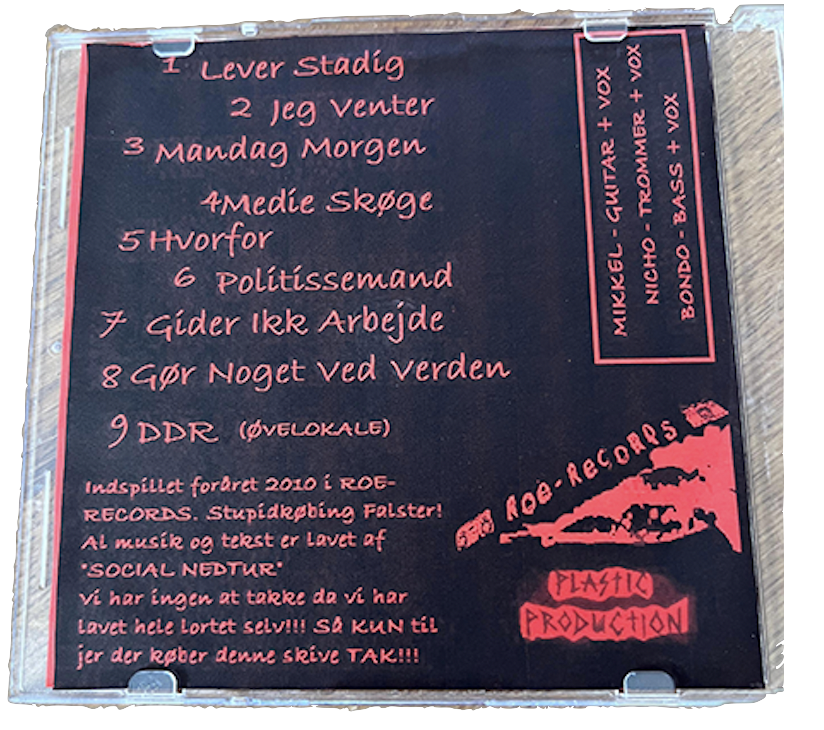 1 Lever Stadig
2 Jeg Venter
3 Mandag Morgen
4 Medie Skøge
5 Hvorfor
6 Politissemand
7 Gider Ikk Arbejde
8 Gør Noget Ved Verden
9 DDR (ØVELOKALE)
Indspillet foråret 2010 i ROE-
RECORDS. Stupidkøbing Falster!
Al musik og tekst er lavet af
"SOCIAL NEDTUR"
Vi har ingen at takke da vi har
lavet hele lortet selv!!! Så KUN til
jer der køber denne skive TAK!!!
MIKKEL - GUITAR + VOX
NICHO - TROMMER + VOX
BONDO - BASS + VOX
ROE-RECORDS
PLASTIC
PRODUCTION